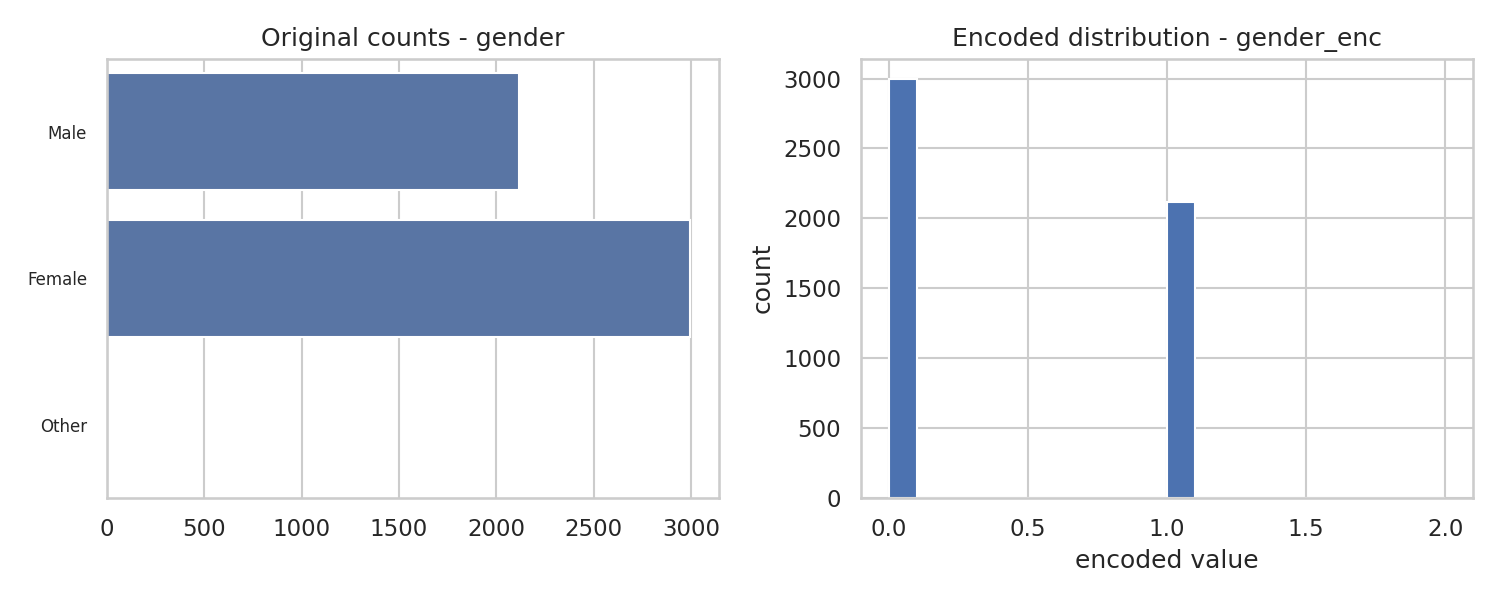 Original counts - gender
Male
Female
Other
0 500 1000 1500 2000 2500 3000
Encoded distribution - gender_enc
count
3000
2500
2000
1500
1000
500
0
0.0 0.5 1.0 1.5 2.0
encoded value